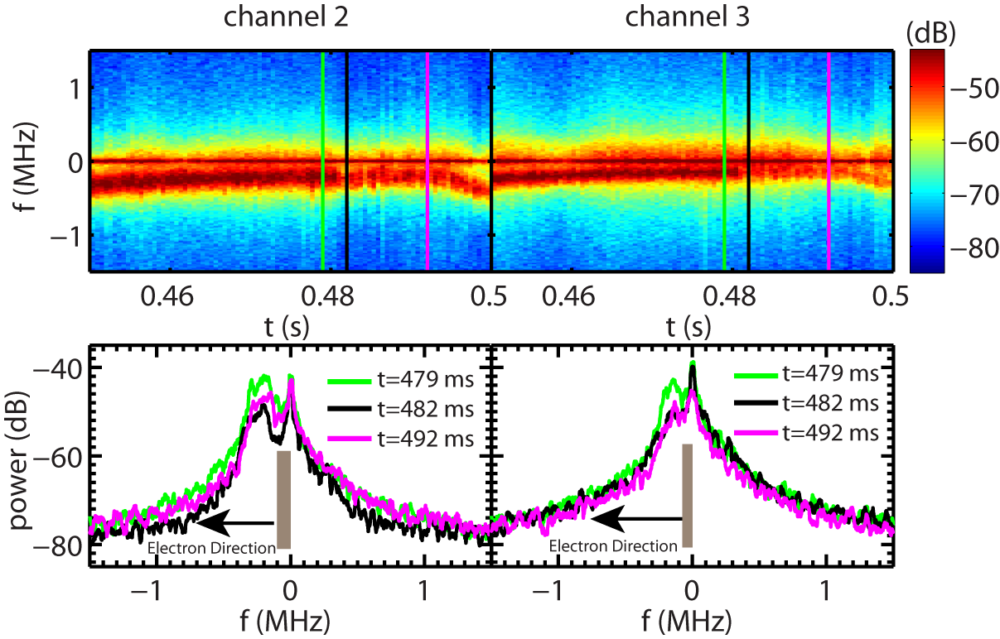 channel 2
channel 3
(dB)
f (MHz)
1
0
−1
−50
−60
−70
−80
0.46
0.48
0.5
0.46
0.48
0.5
t (s)
t (s)
power (dB)
−40
−60
−80
t=479 ms
t=482 ms
t=492 ms
Electron Direction
t=479 ms
t=482 ms
t=492 ms
Electron Direction
−1
0
1
−1
0
1
f (MHz)
f (MHz)